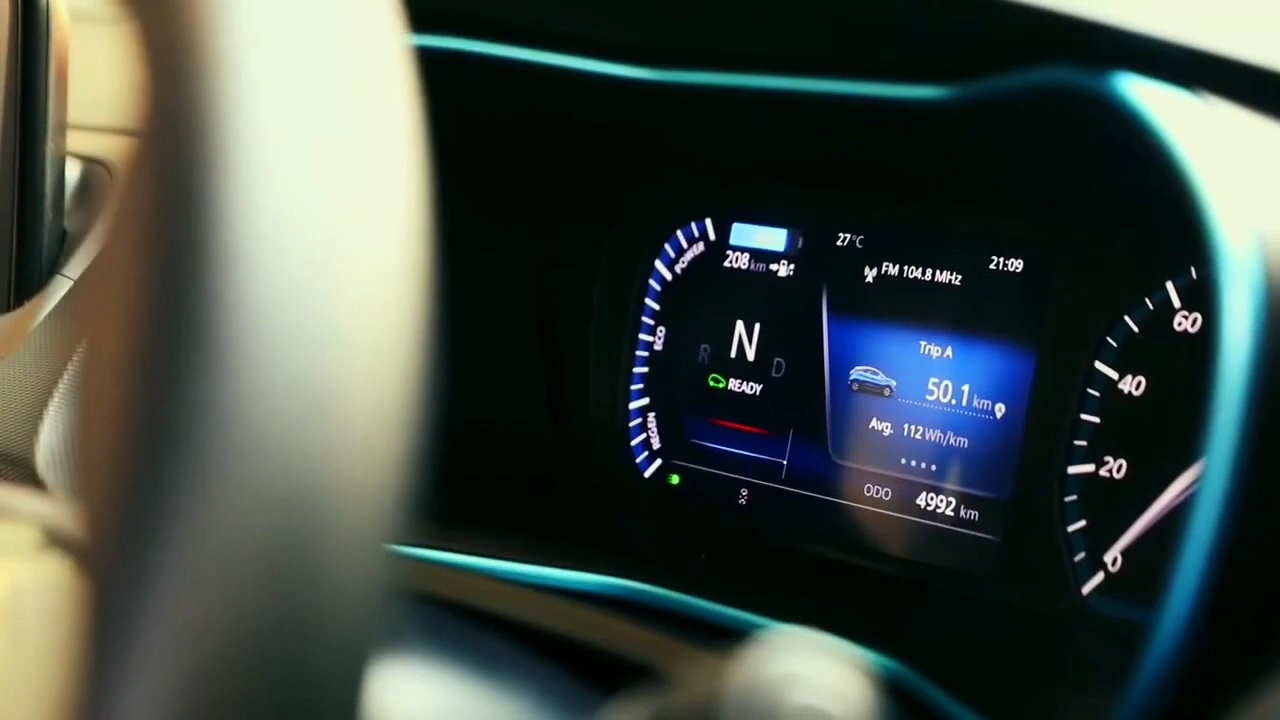 POWER
ECO
REGEN
208 km
N
R
D
READY
27°C
FM 104.8 MHz
21:09
Trip A
50.1 km
Avg. 112 Wh/km
ODO 4992 km
60
40
20
0